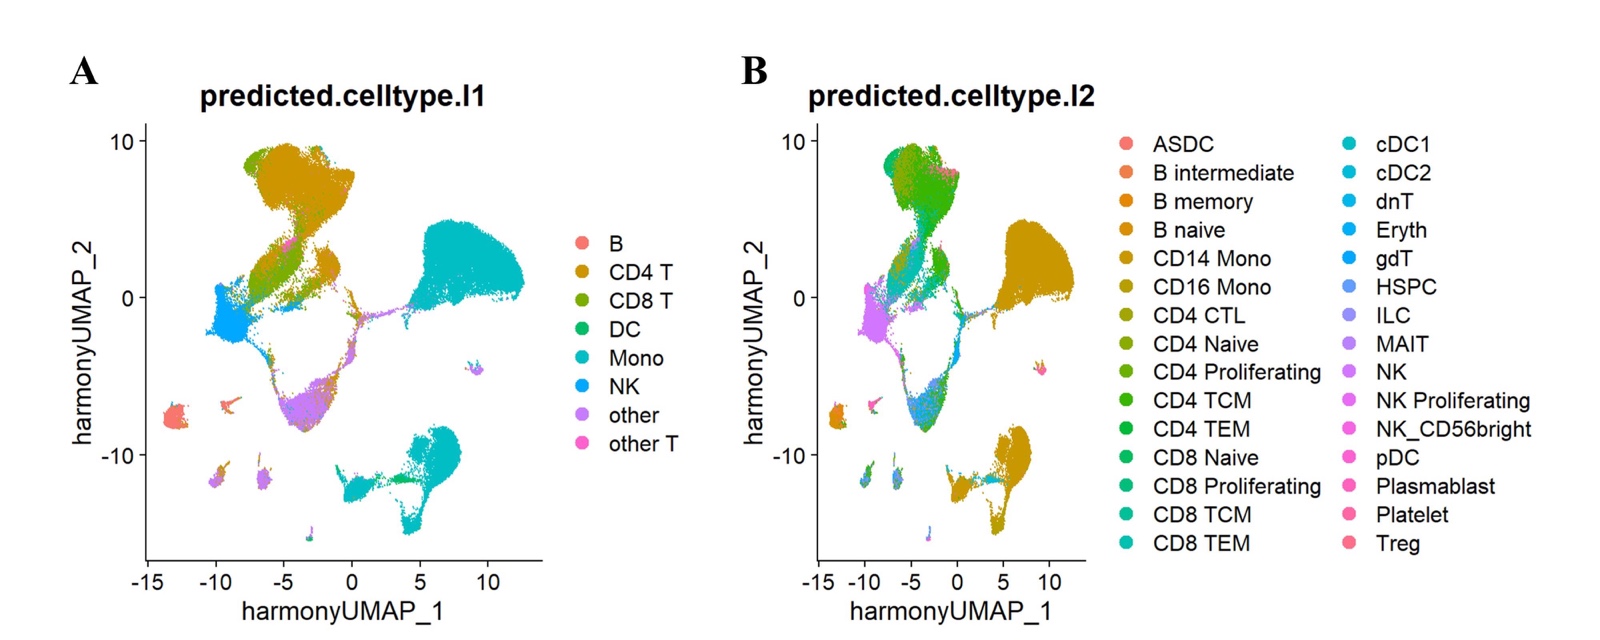 A
predicted.celltype.l1
10
0
-10
-15
-10
-5
0
5
10
harmonyUMAP_1
harmonyUMAP_2
B
CD4 T
CD8 T
DC
Mono
NK
other
other T
B
predicted.celltype.l2
10
0
-10
-15
-10
-5
0
5
10
harmonyUMAP_1
harmonyUMAP_2
ASDC
B intermediate
B memory
B naive
CD14 Mono
CD16 Mono
CD4 CTL
CD4 Naive
CD4 Proliferating
CD4 TCM
CD4 TEM
CD8 Naive
CD8 Proliferating
CD8 TCM
CD8 TEM
cDC1
cDC2
dnT
Eryth
gdT
HSPC
ILC
MAIT
NK
NK Proliferating
NK_CD56bright
pDC
Plasmablast
Platelet
Treg